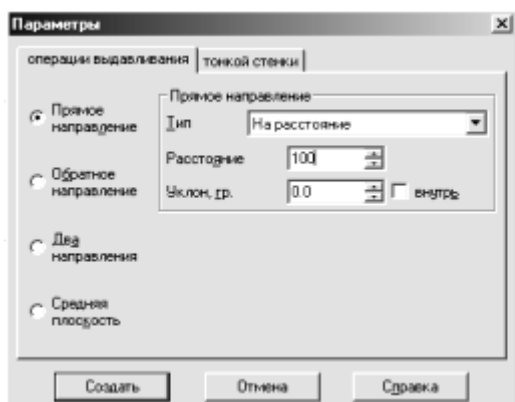 Параметры
операции выдавливания тонкой стенки
Прямое направление
Обратное направление
Два направления
Средняя плоскость
Прямое направление
Тип На расстояние
Расстояние 100
Уклон, гр. 0.0 внутрь
Создать Отмена Справка